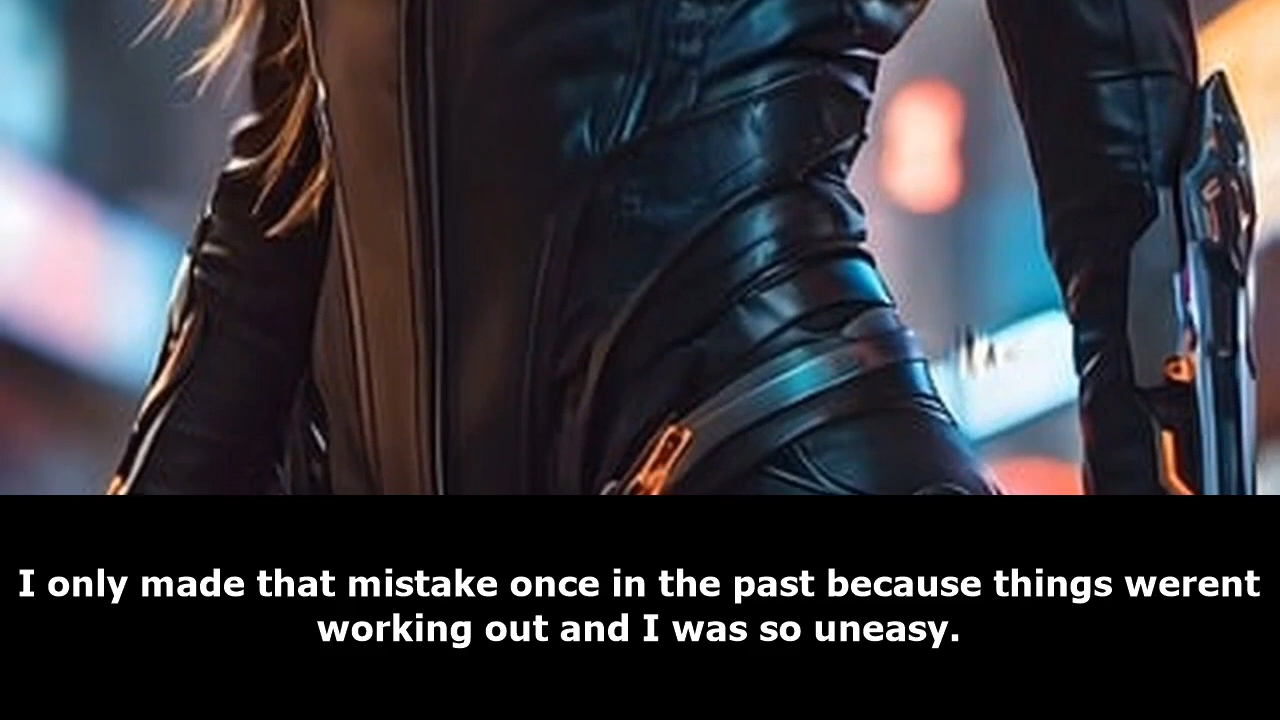 I only made that mistake once in the past because things werent
working out and I was so uneasy.